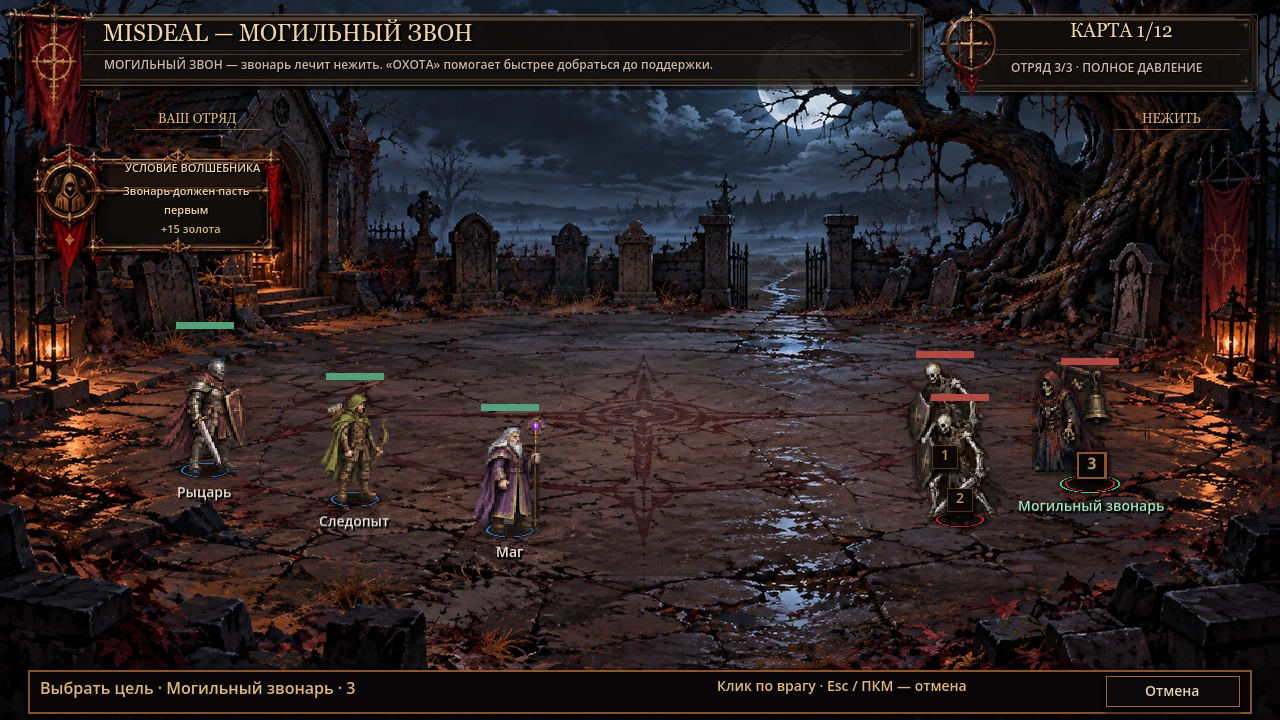 MISDEAL — МОГИЛЬНЫЙ ЗВОН
МОГИЛЬНЫЙ ЗВОН — звонарь лечит нежить. «ОХОТА» помогает быстрее добраться до поддержки.
КАРТА 1/12
ОТРЯД 3/3 · ПОЛНОЕ ДАВЛЕНИЕ
ВАШ ОТРЯД
НЕЖИТЬ
УСЛОВИЕ ВОЛШЕБНИКА
Звонарь должен пасть
первым
+15 золота
1
3
2
Рыцарь
Могильный звонарь
Следопыт
Маг
Выбрать цель · Могильный звонарь · 3
Клик по врагу · Esc / ПКМ — отмена
Отмена